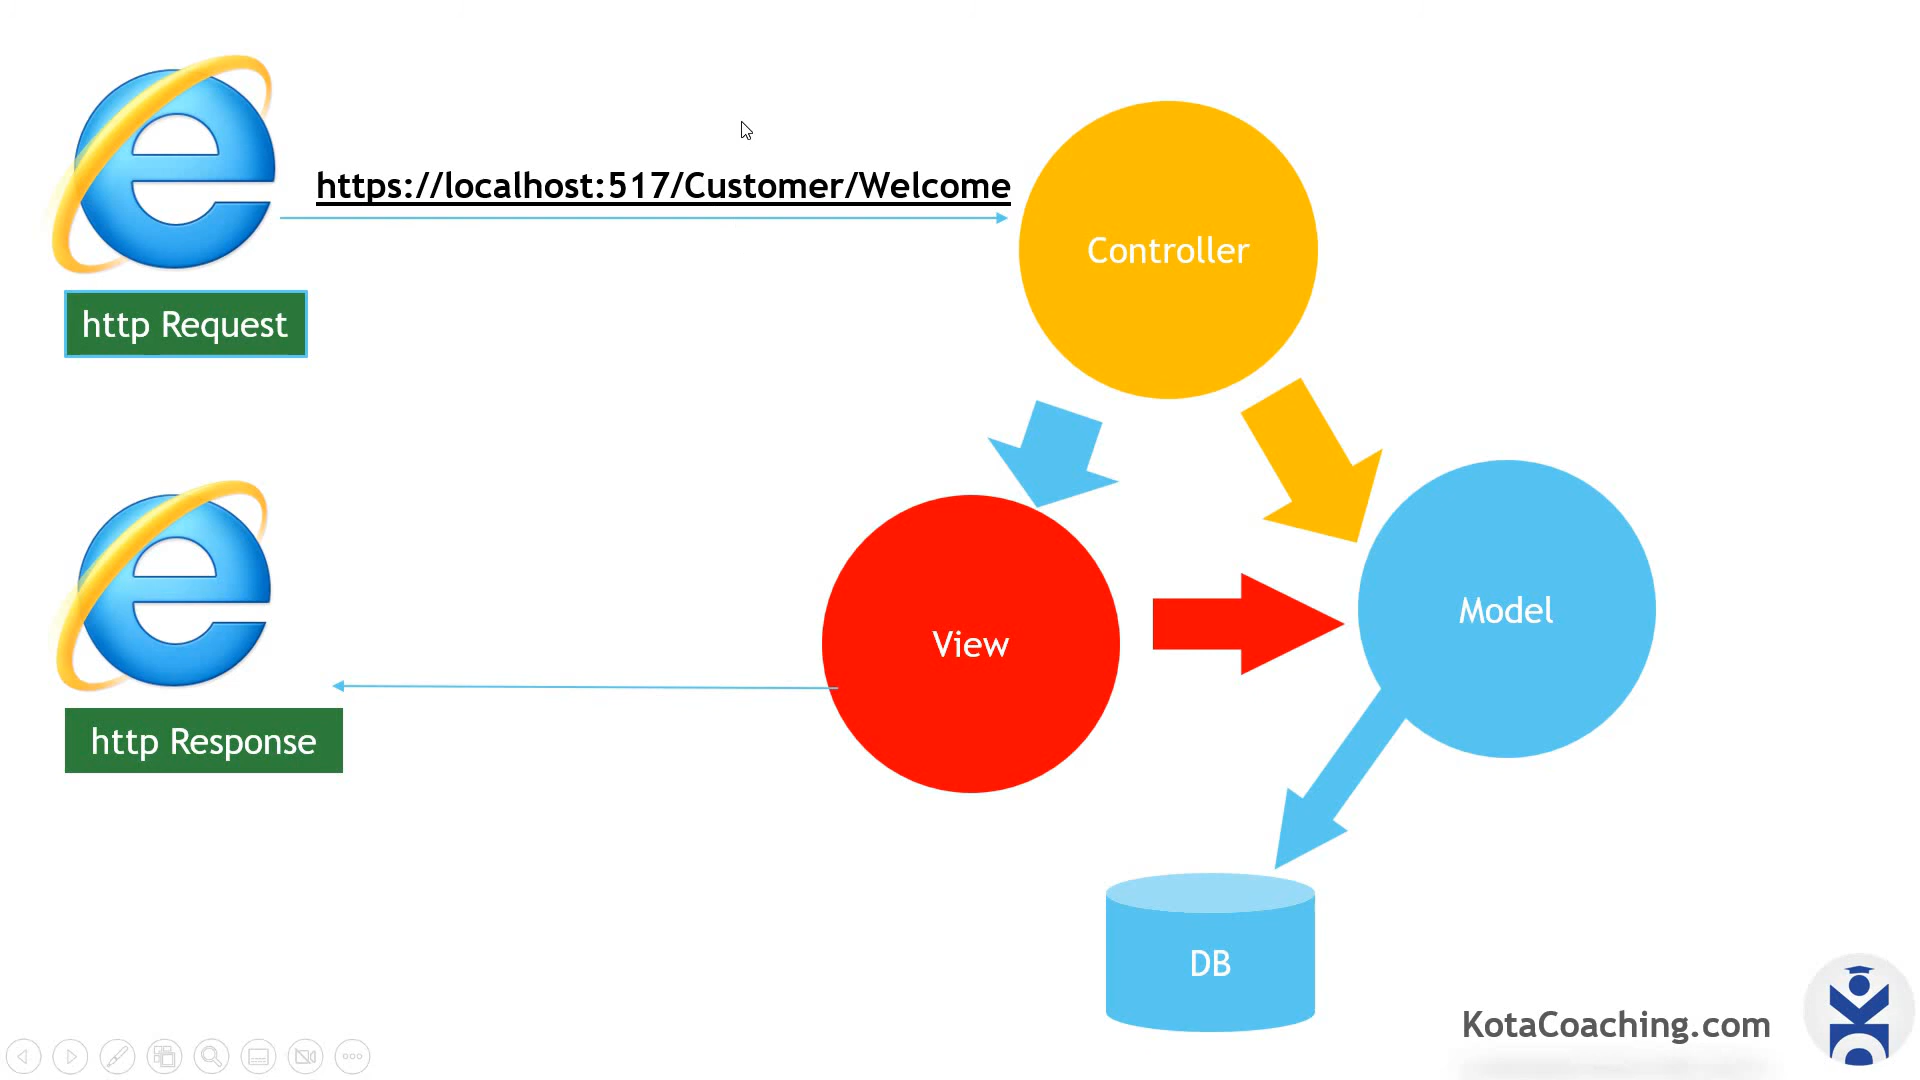 https://localhost:517/Customer/Welcome
Controller
http Request
View
Model
http Response
DB
KotaCoaching.com